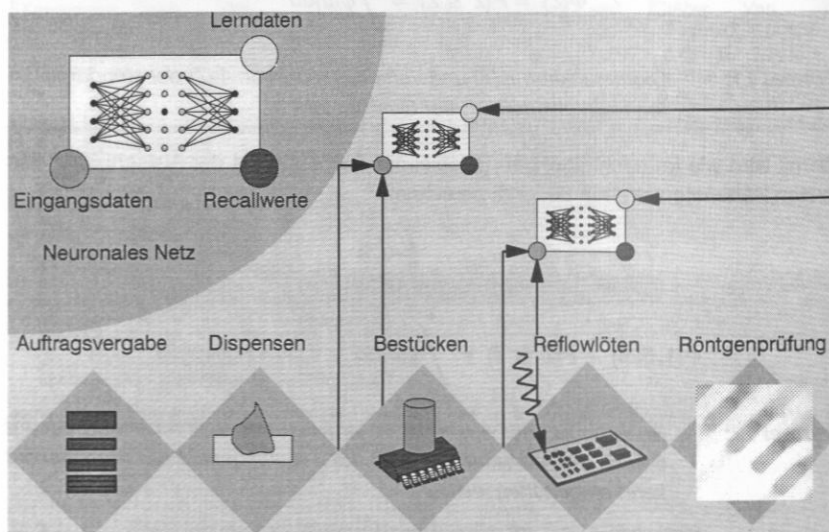 Lerndaten
Eingangsdaten Recallwerte
Neuronales Netz
Auftragsvergabe Dispensen Bestücken Reflowlöten Röntgenprüfung